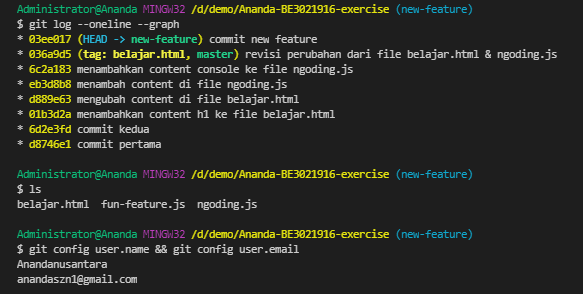 Administrator@Ananda MINGW32 /d/demo/Ananda-BE3021916-exercise (new-feature)
$ git log --oneline --graph
* 03ee017 (HEAD -> new-feature) commit new feature
* 036a9d5 (tag: belajar.html, master) revisi perubahan dari file belajar.html & ngoding.js
* 6c2a183 menambahkan content console ke file ngoding.js
* eb3d8b8 menambah content di file ngoding.js
* d889e63 mengubah content di file belajar.html
* 01b3d2a menambahkan content h1 ke file belajar.html
* 6d2e3fd commit kedua
* d8746e1 commit pertama
Administrator@Ananda MINGW32 /d/demo/Ananda-BE3021916-exercise (new-feature)
$ ls
belajar.html  fun-feature.js  ngoding.js
Administrator@Ananda MINGW32 /d/demo/Ananda-BE3021916-exercise (new-feature)
$ git config user.name && git config user.email
Anandanusantara
anandaszn1@gmail.com